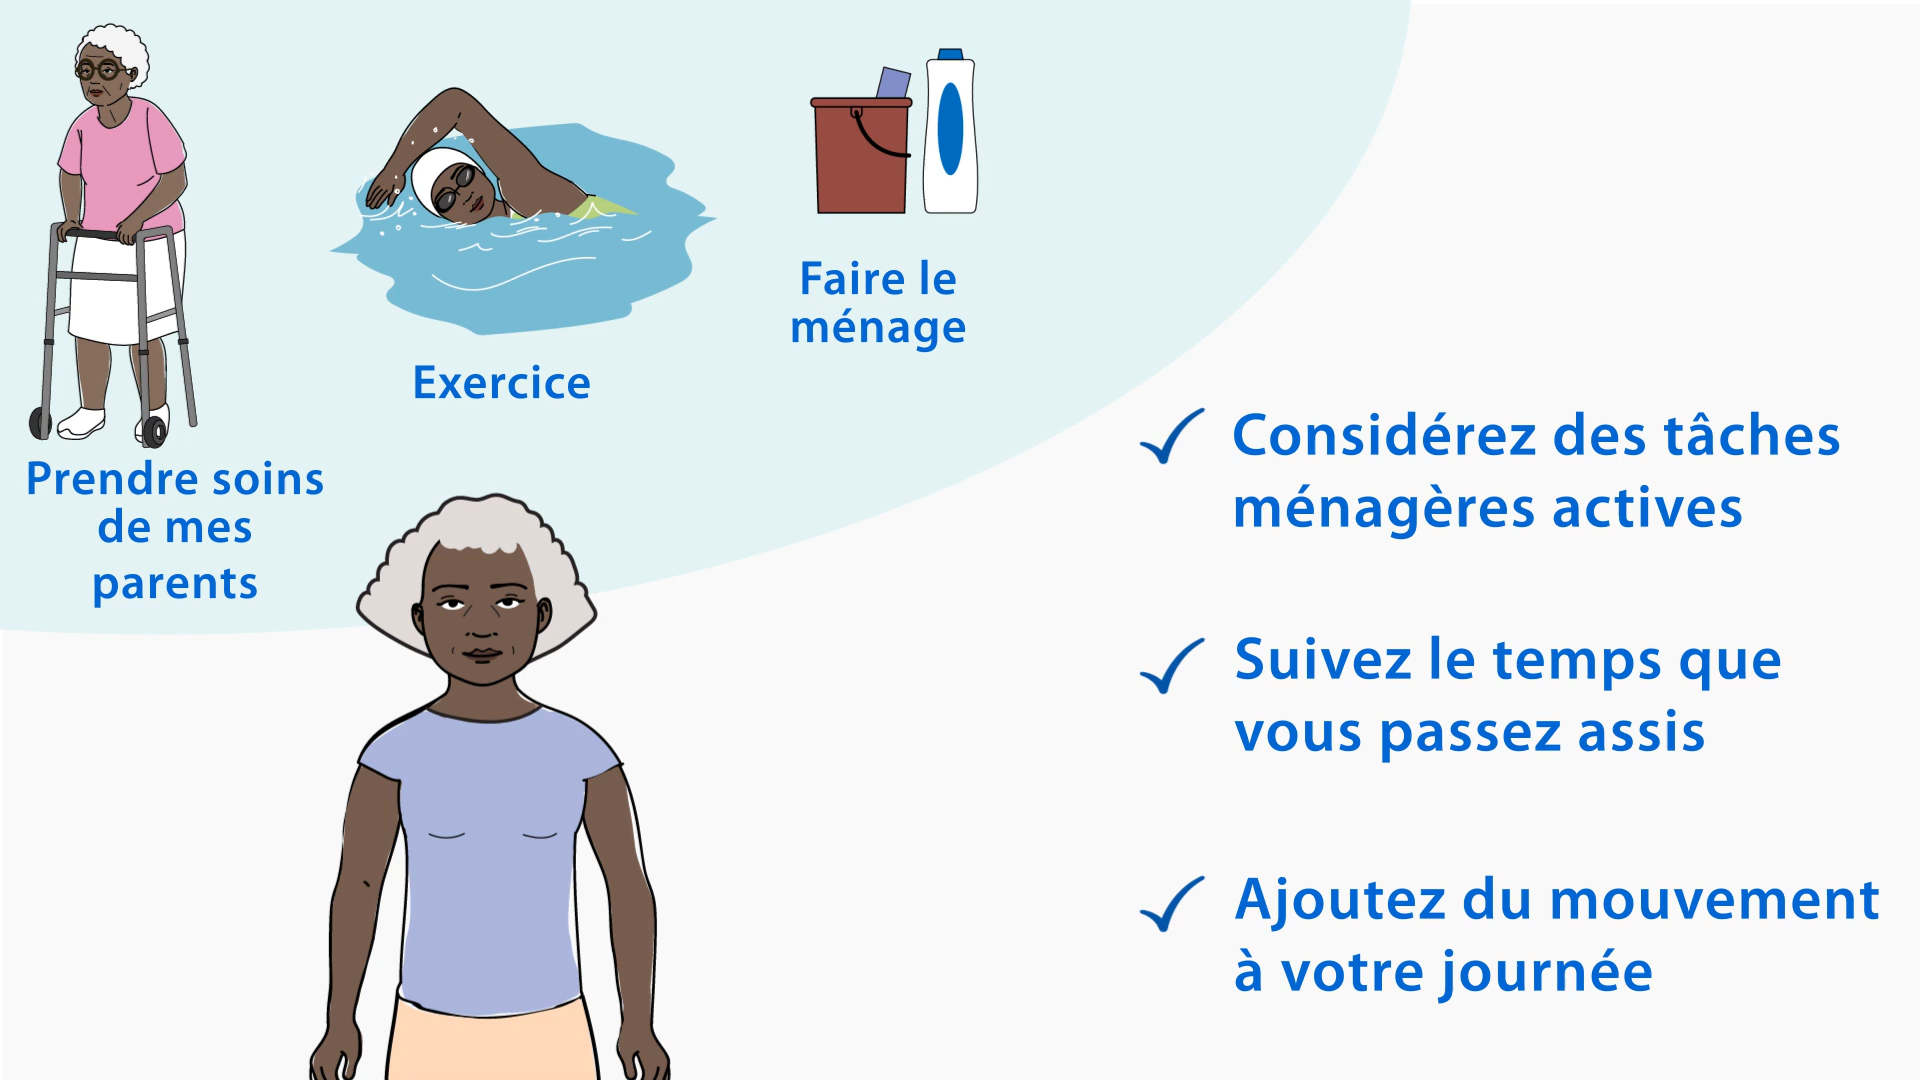 Prendre soins
de mes
parents
Exercice
Faire le
ménage
Considérez des tâches
ménagères actives
Suivez le temps que
vous passez assis
Ajoutez du mouvement
à votre journée